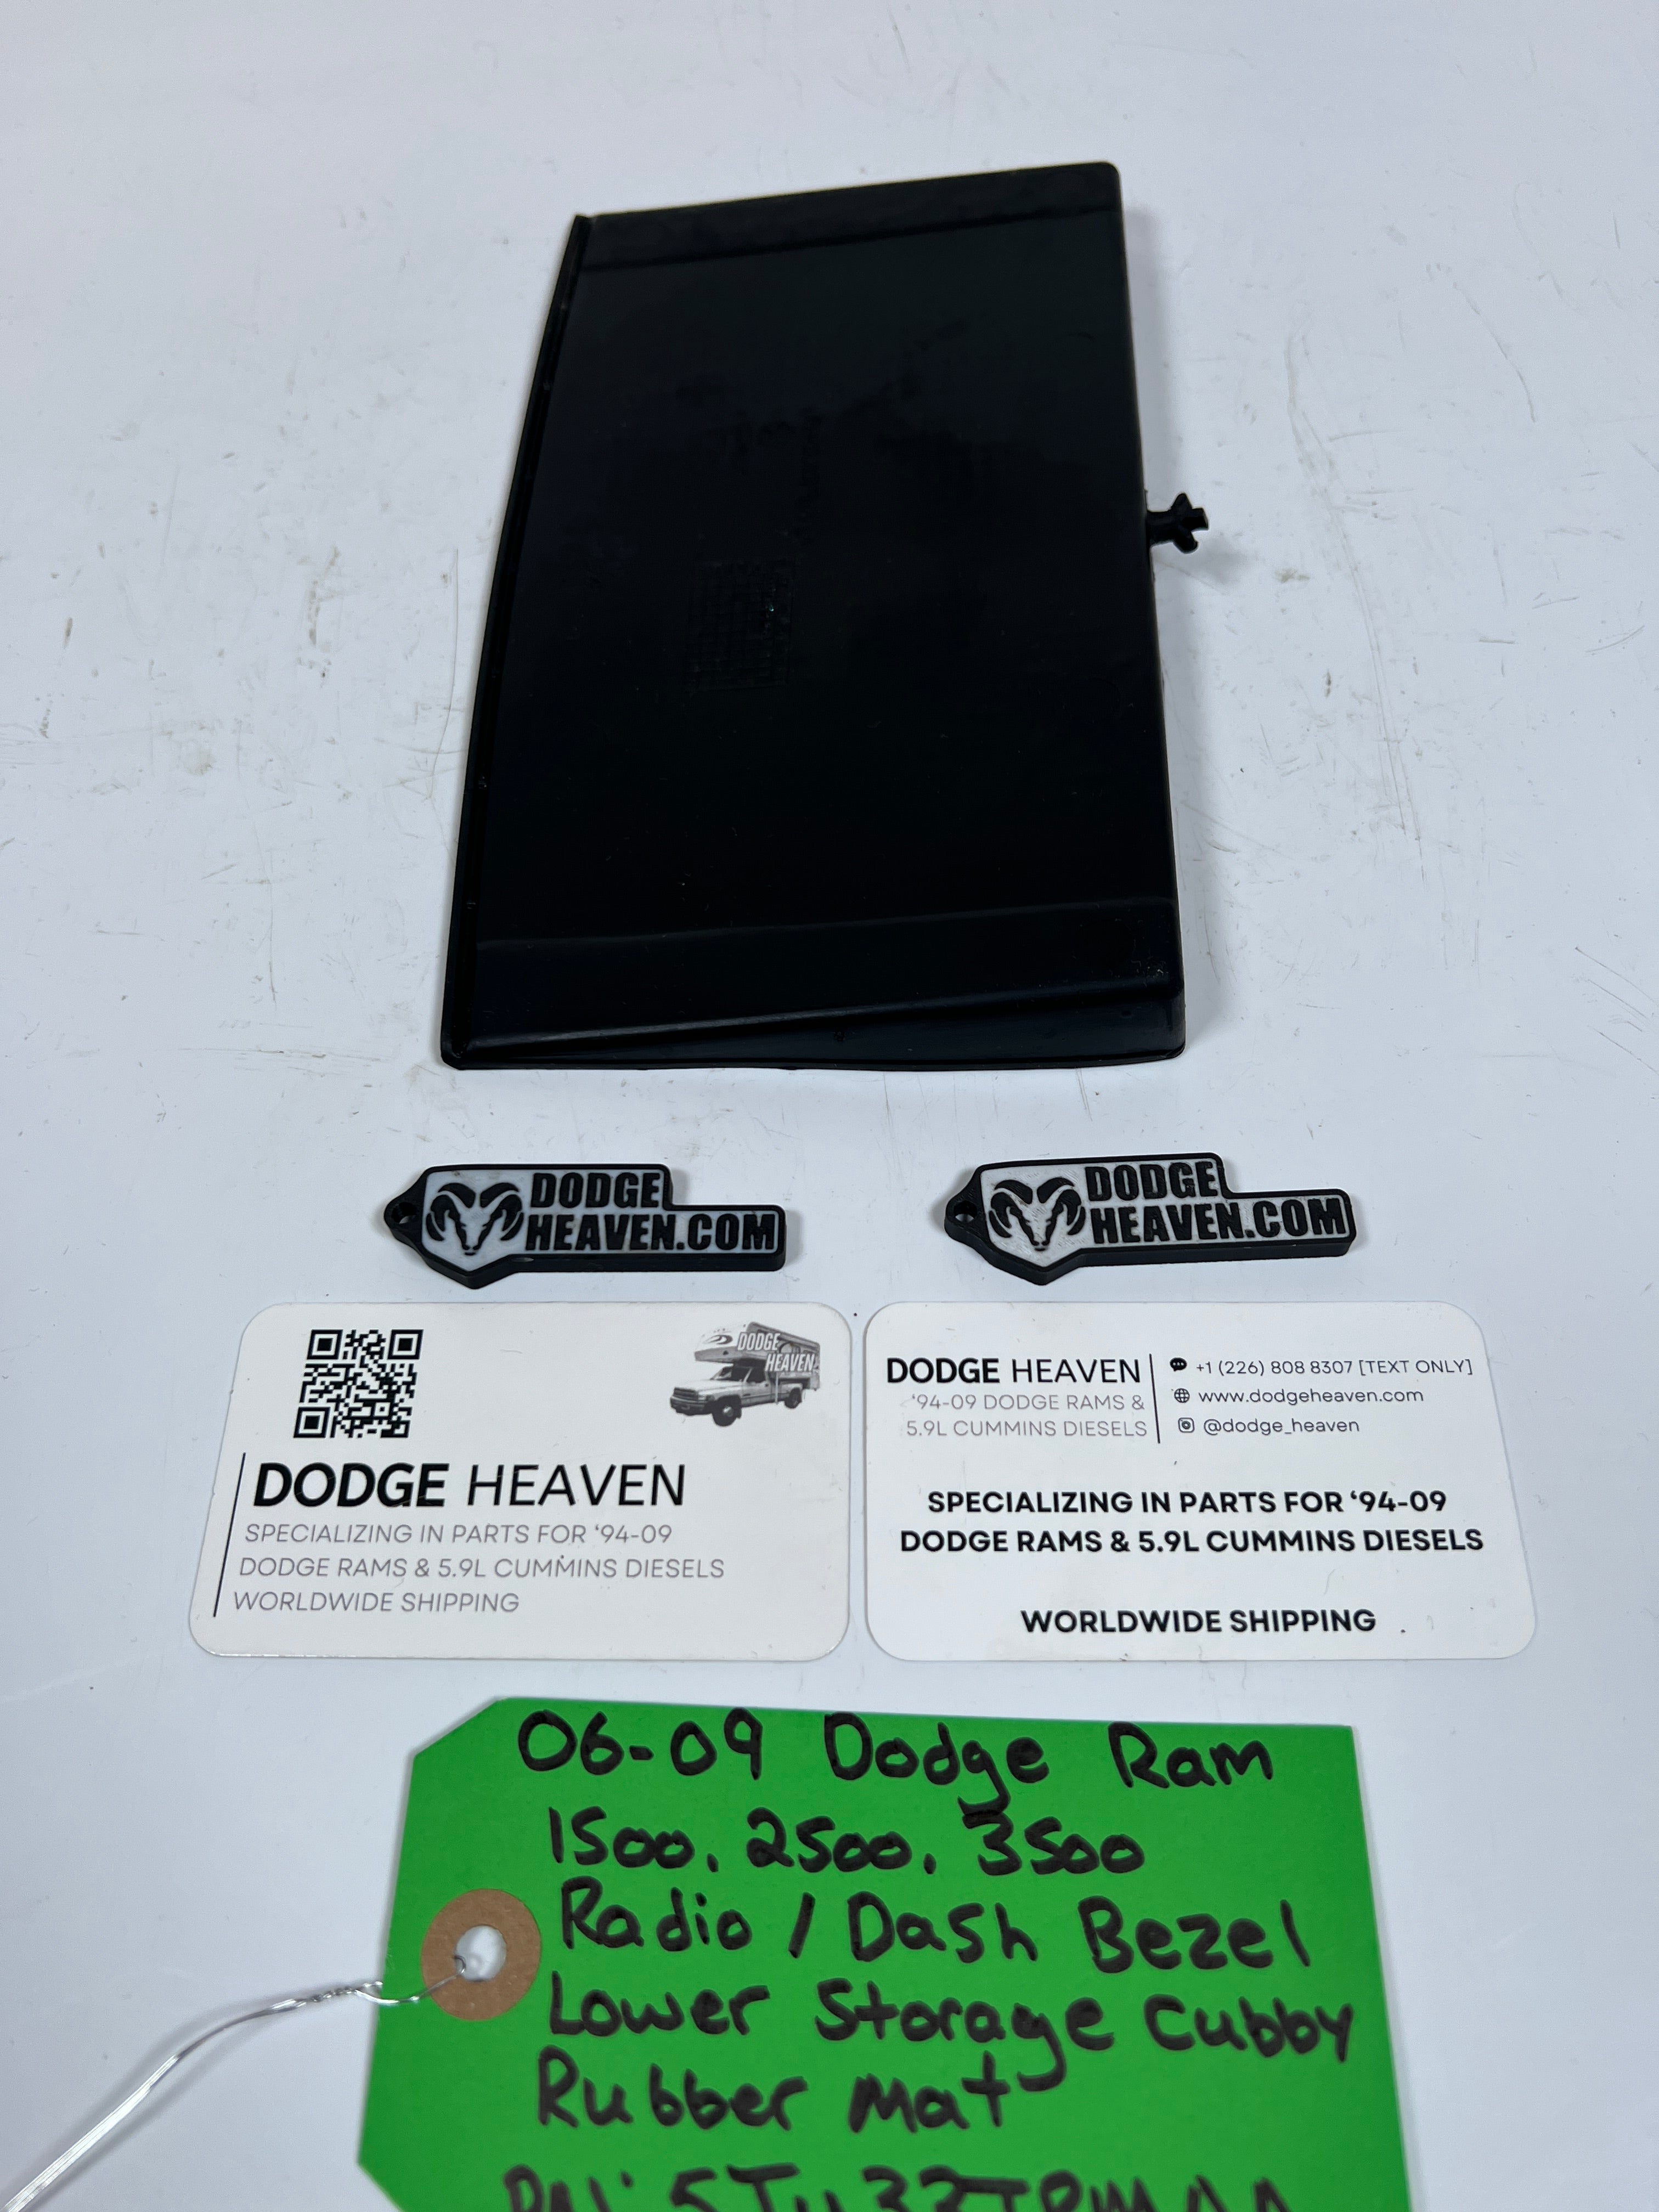 DODGE
HEAVEN.COM
DODGE
HEAVEN.COM
DODGE
HEAVEN
DODGE HEAVEN
SPECIALIZING IN PARTS FOR ‘94-09
DODGE RAMS & 5.9L CUMMINS DIESELS
WORLDWIDE SHIPPING
DODGE HEAVEN
‘94-09 DODGE RAMS &
5.9L CUMMINS DIESELS
+1 (226) 808 8307 [TEXT ONLY]
www.dodgeheaven.com
@dodge_heaven
SPECIALIZING IN PARTS FOR ‘94-09
DODGE RAMS & 5.9L CUMMINS DIESELS
WORLDWIDE SHIPPING
06-09 Dodge Ram
1500, 2500, 3500
Radio / Dash Bezel
Lower Storage Cubby
Rubber Mat